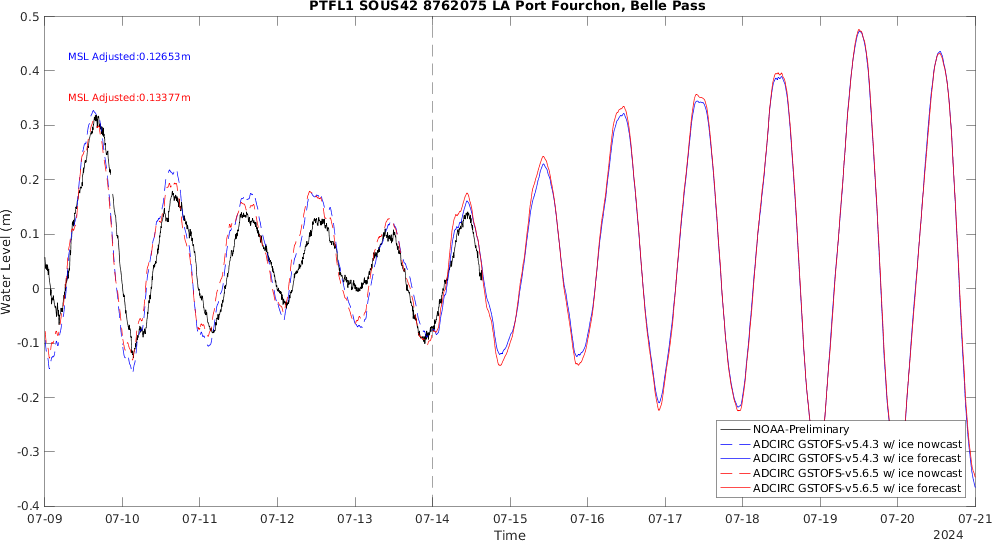 PTFL1 SOUS42 8762075 LA Port Fourchon, Belle Pass
0.5
0.4
0.3
0.2
0.1
0
-0.1
-0.2
-0.3
-0.4
Water Level (m)
MSL Adjusted:0.12653m
MSL Adjusted:0.13377m
NOAA-Preliminary
ADCIRC GSTOFS-v5.4.3 w/ ice nowcast
ADCIRC GSTOFS-v5.4.3 w/ ice forecast
ADCIRC GSTOFS-v5.6.5 w/ ice nowcast
ADCIRC GSTOFS-v5.6.5 w/ ice forecast
07-09 07-10 07-11 07-12 07-13 07-14 07-15 07-16 07-17 07-18 07-19 07-20 07-21
Time
2024